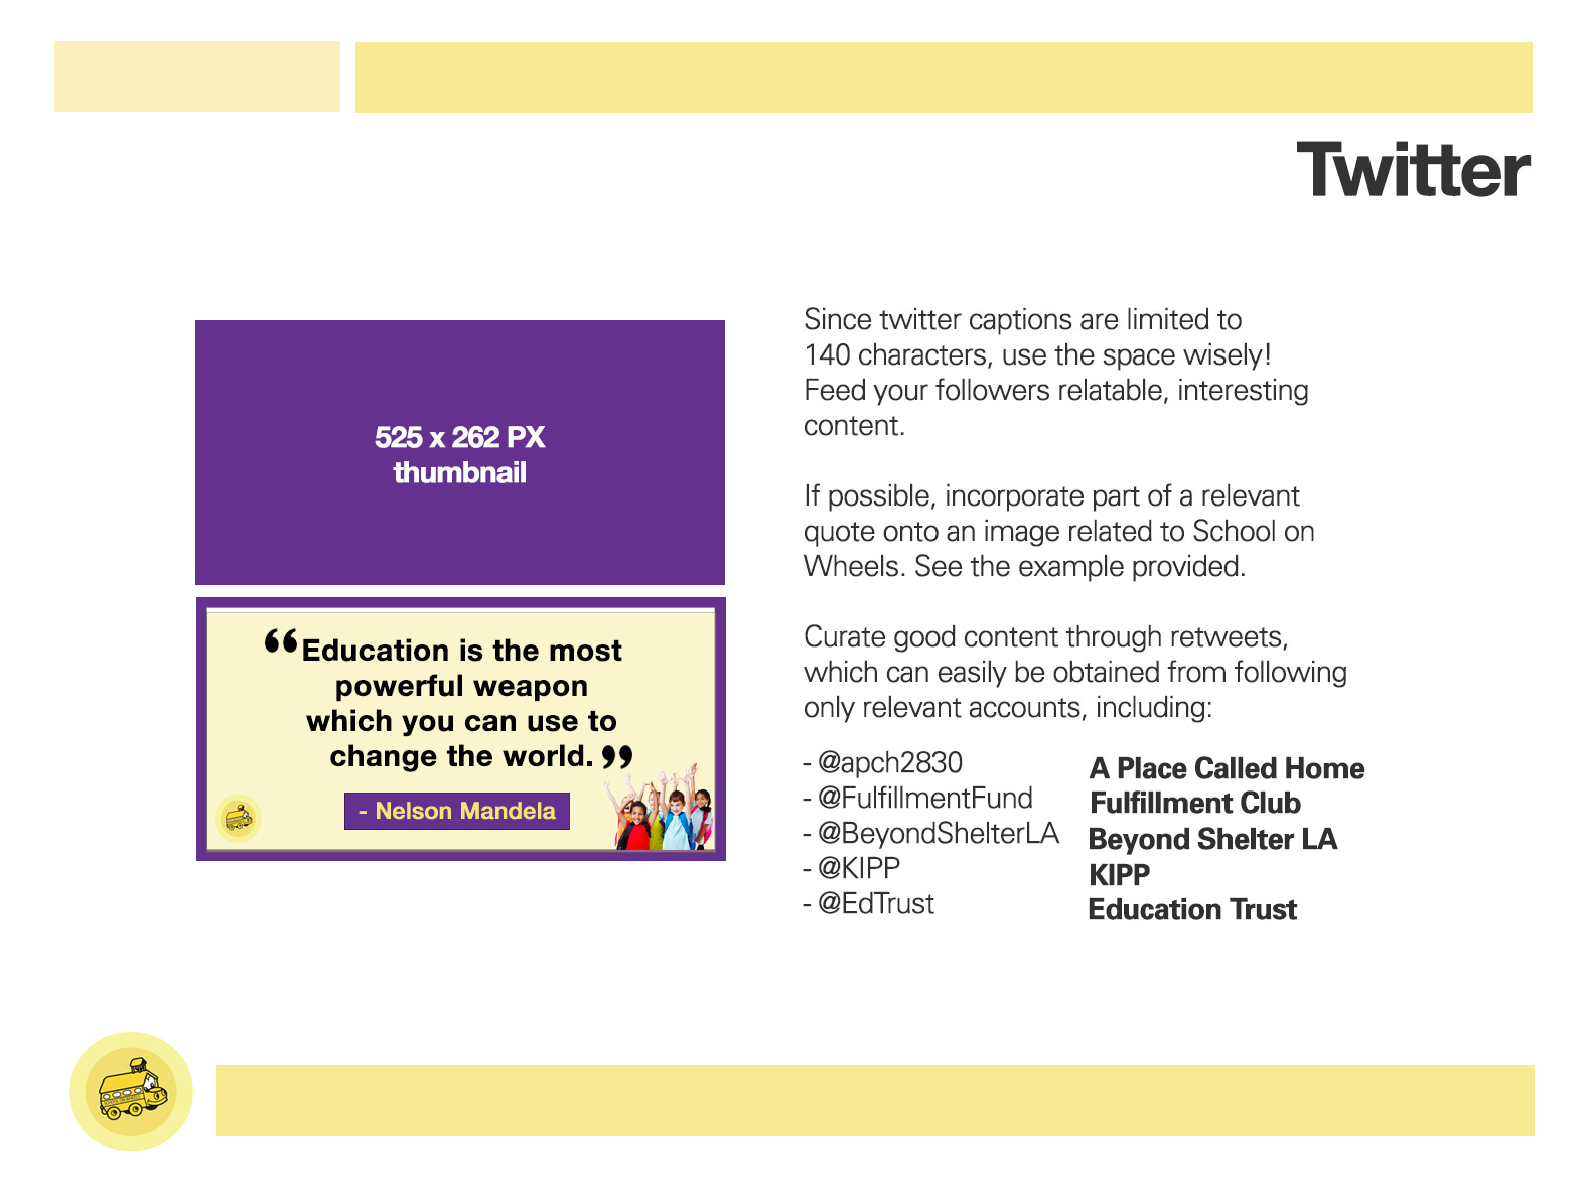 Twitter
525 x 262 PX
thumbnail
“Education is the most
powerful weapon
which you can use to
change the world.”
- Nelson Mandela
Since twitter captions are limited to
140 characters, use the space wisely!
Feed your followers relatable, interesting
content.
If possible, incorporate part of a relevant
quote onto an image related to School on
Wheels. See the example provided.
Curate good content through retweets,
which can easily be obtained from following
only relevant accounts, including:
- @apch2830 A Place Called Home
- @FulfillmentFund Fulfillment Club
- @BeyondShelterLA Beyond Shelter LA
- @KIPP KIPP
- @EdTrust Education Trust